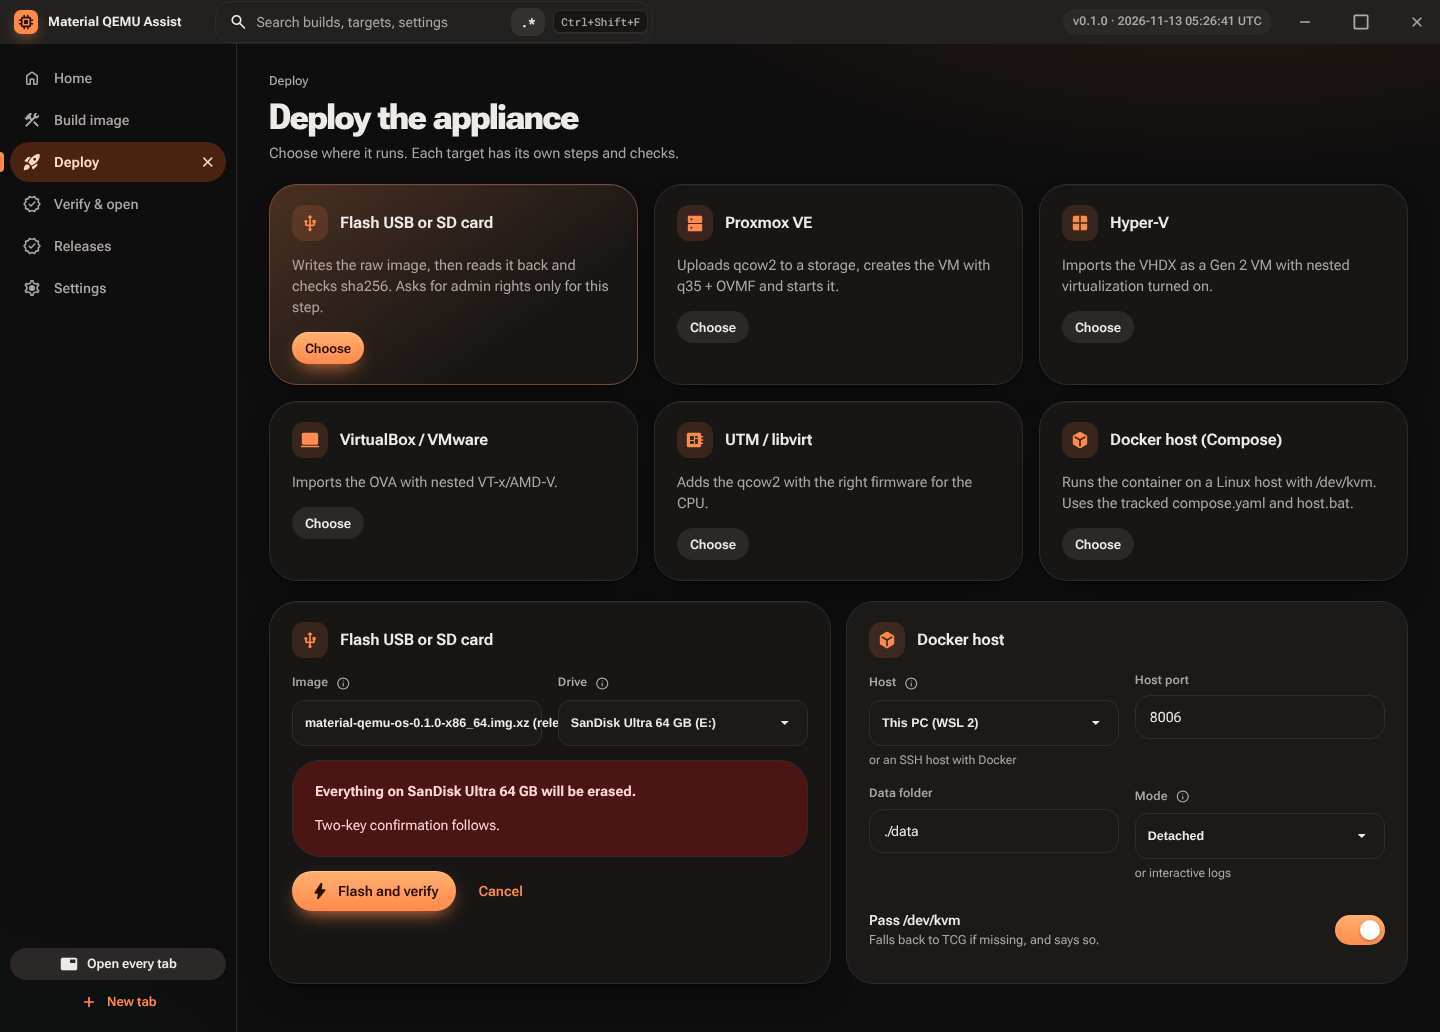 Material QEMU Assist
Search builds, targets, settings
.*
Ctrl+Shift+F
v0.1.0 · 2026-11-13 05:26:41 UTC
Home
Build image
Deploy
Verify & open
Releases
Settings
Open every tab
New tab
Deploy
Deploy the appliance
Choose where it runs. Each target has its own steps and checks.
Flash USB or SD card
Writes the raw image, then reads it back and
checks sha256. Asks for admin rights only for this
step.
Choose
Proxmox VE
Uploads qcow2 to a storage, creates the VM with
q35 + OVMF and starts it.
Choose
Hyper-V
Imports the VHDX as a Gen 2 VM with nested
virtualization turned on.
Choose
VirtualBox / VMware
Imports the OVA with nested VT-x/AMD-V.
Choose
UTM / libvirt
Adds the qcow2 with the right firmware for the
CPU.
Choose
Docker host (Compose)
Runs the container on a Linux host with /dev/kvm.
Uses the tracked compose.yaml and host.bat.
Choose
Flash USB or SD card
Image
material-qemu-os-0.1.0-x86_64.img.xz (rele
Drive
SanDisk Ultra 64 GB (E:)
Everything on SanDisk Ultra 64 GB will be erased.
Two-key confirmation follows.
Flash and verify
Cancel
Docker host
Host
This PC (WSL 2)
or an SSH host with Docker
Host port
8006
Data folder
./data
Mode
Detached
or interactive logs
Pass /dev/kvm
Falls back to TCG if missing, and says so.